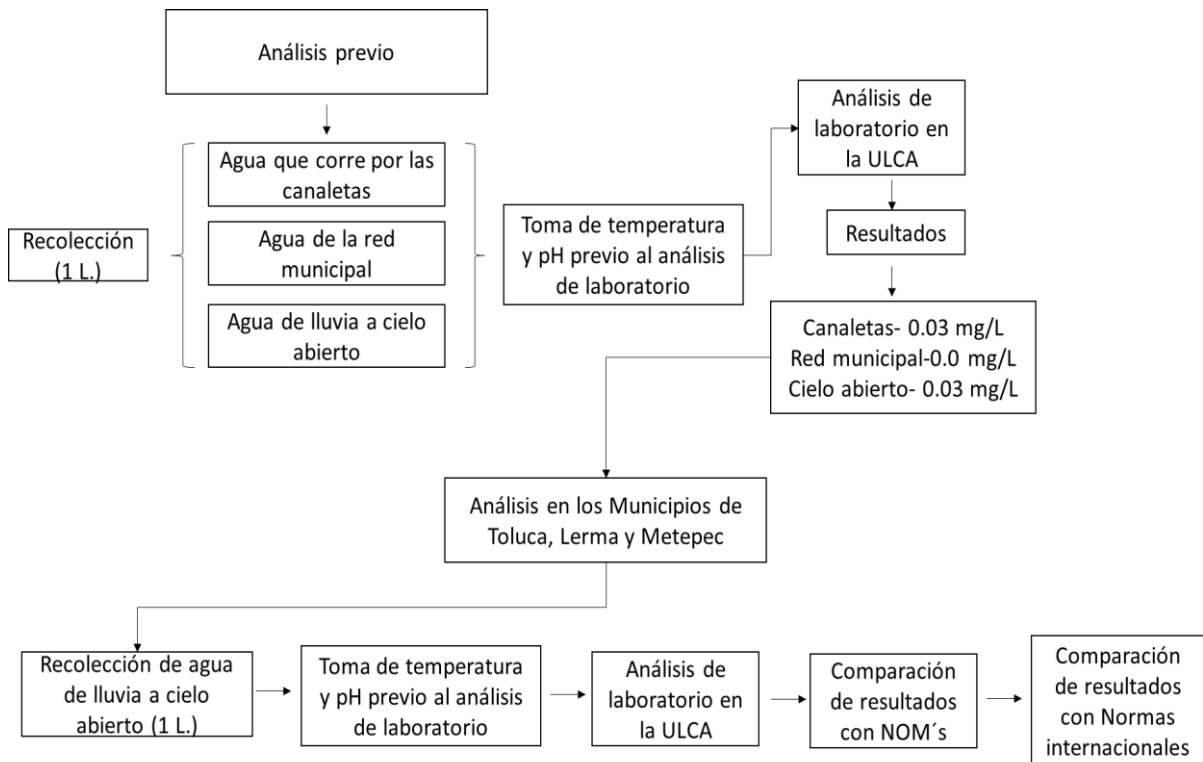 Análisis previo
Agua que corre por las
canaletas
Recolección
(1 L.)
Agua de la red
municipal
Agua de lluvia a cielo
abierto
Toma de temperatura
y pH previo al análisis
de laboratorio
Análisis de
laboratorio en
la ULCA
Resultados
Canaletas- 0.03 mg/L
Red municipal-0.0 mg/L
Cielo abierto- 0.03 mg/L
Análisis en los Municipios de
Toluca, Lerma y Metepec
Recolección de agua
de lluvia a cielo
abierto (1 L.)
Toma de temperatura
y pH previo al análisis
de laboratorio
Análisis de
laboratorio en
la ULCA
Comparación
de resultados
con NOM´s
Comparación
de resultados
con Normas
internacionales